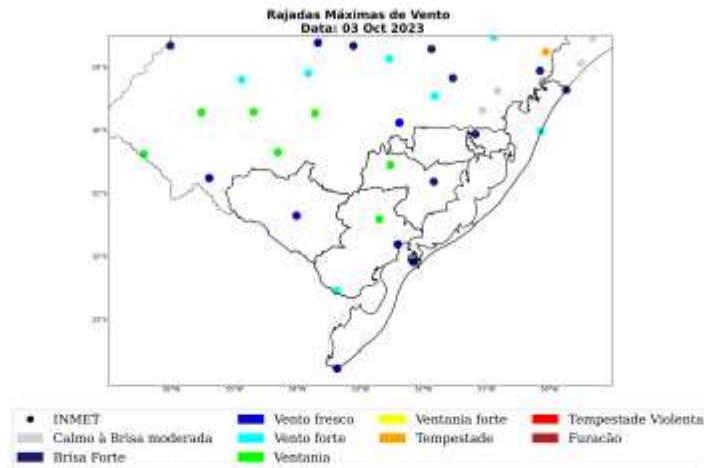 Rajadas Máximas de Vento
Data: 03 Oct 2023
INMET
Calmo à Brisa moderada
Brisa Forte
Vento fresco
Vento forte
Ventania
Ventania forte
Tempestade
Tempestade Violenta
Furacão